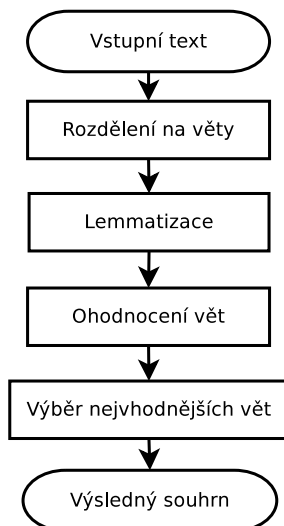 Vstupní text
Rozdělení na věty
Lemmatizace
Ohodnocení vět
Výběr nejvhodnějších vět
Výsledný souhrn